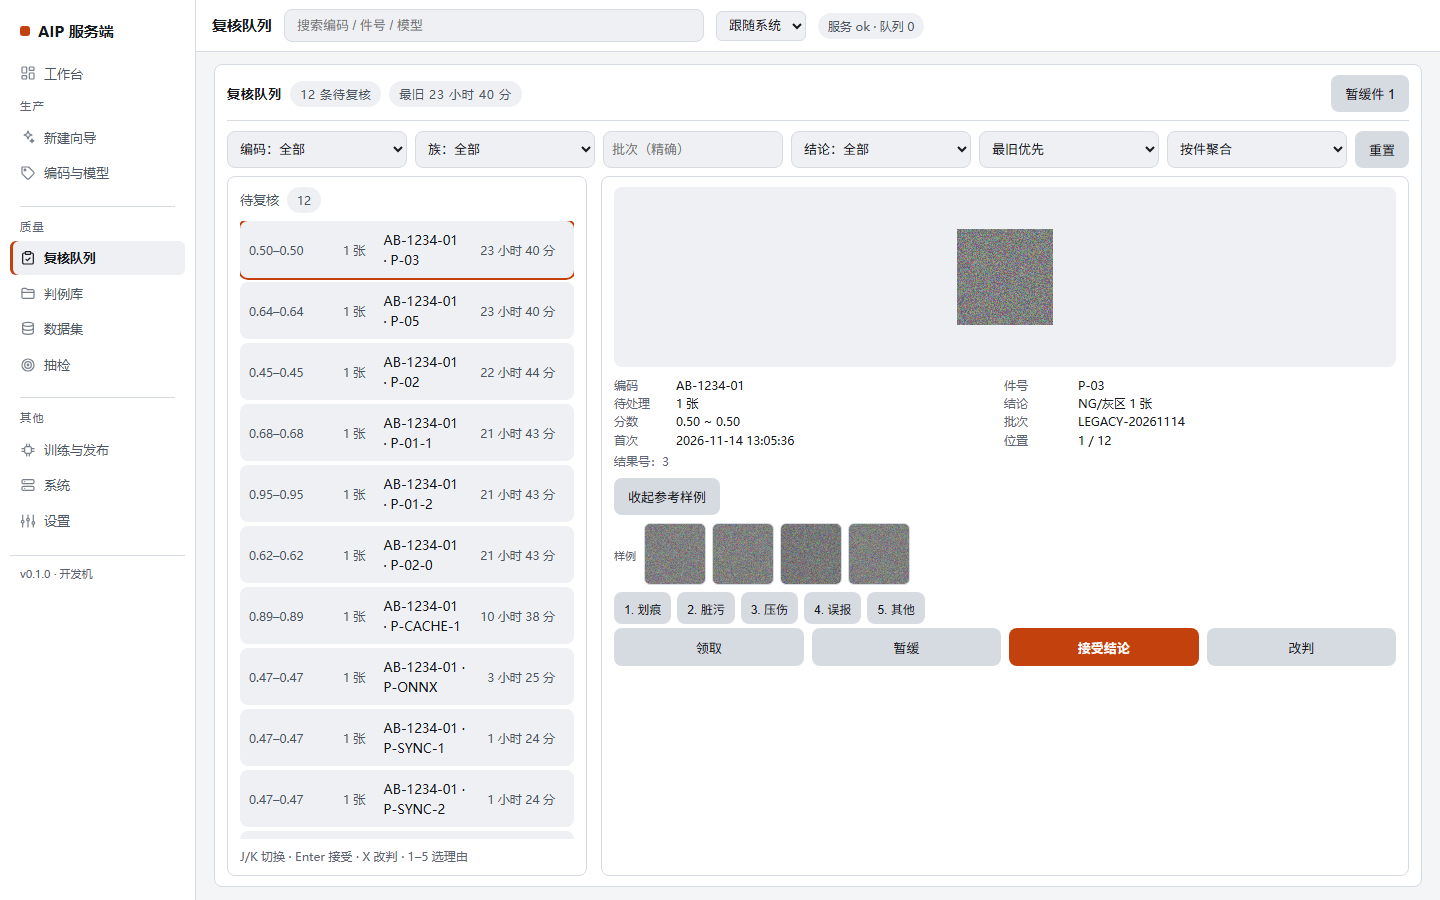 AIP 服务端
工作台
生产
新建向导
编码与模型
质量
复核队列
判例库
数据集
抽检
其他
训练与发布
系统
设置
v0.1.0 · 开发机
复核队列
搜索编码 / 件号 / 模型
跟随系统
服务 ok · 队列 0
复核队列
12 条待复核
最旧 23 小时 40 分
暂缓件 1
编码：全部
族：全部
批次（精确）
结论：全部
最旧优先
按件聚合
重置
待复核 12
0.50–0.50 1 张 AB-1234-01 · P-03 23 小时 40 分
0.64–0.64 1 张 AB-1234-01 · P-05 23 小时 40 分
0.45–0.45 1 张 AB-1234-01 · P-02 22 小时 44 分
0.68–0.68 1 张 AB-1234-01 · P-01-1 21 小时 43 分
0.95–0.95 1 张 AB-1234-01 · P-01-2 21 小时 43 分
0.62–0.62 1 张 AB-1234-01 · P-02-0 21 小时 43 分
0.89–0.89 1 张 AB-1234-01 · P-CACHE-1 10 小时 38 分
0.47–0.47 1 张 AB-1234-01 · P-ONNX 3 小时 25 分
0.47–0.47 1 张 AB-1234-01 · P-SYNC-1 1 小时 24 分
0.47–0.47 1 张 AB-1234-01 · P-SYNC-2 1 小时 24 分
J/K 切换 · Enter 接受 · X 改判 · 1–5 选理由
编码 AB-1234-01 件号 P-03
待处理 1 张 结论 NG/灰区 1 张
分数 0.50 ~ 0.50 批次 LEGACY-20261114
首次 2026-11-14 13:05:36 位置 1 / 12
结果号：3
收起参考样例
样例
1. 划痕
2. 脏污
3. 压伤
4. 误报
5. 其他
领取
暂缓
接受结论
改判